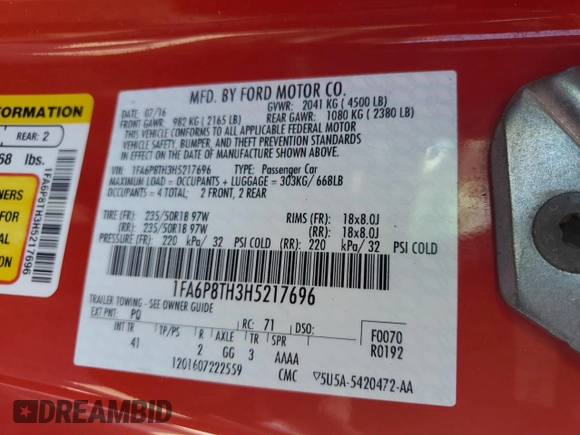 MFD. BY FORD MOTOR CO.
DATE: 07/16 GVWR: 2041 KG ( 4500 LB)
FRONT GAWR: 982 KG ( 2165 LB) REAR GAWR: 1080 KG ( 2380 LB)
THIS VEHICLE CONFORMS TO ALL APPLICABLE FEDERAL MOTOR
VEHICLE SAFETY, BUMPER, AND THEFT PREVENTION STANDARDS
IN EFFECT ON THE DATE OF MANUFACTURE SHOWN ABOVE.
VIN: 1FA6P8TH3H5217696 TYPE: Passenger Car
MAXIMUM LOAD = OCCUPANTS + LUGGAGE = 303KG/ 668LB
OCCUPANTS = 4 TOTAL: 2 FRONT, 2 REAR
TIRE (FR): 235/50R18 97W RIMS (FR): 18x8.0J
(RR): 235/50R18 97W (RR): 18x8.0J
PRESSURE (FR): 220 kPa/ 32 PSI COLD (RR): 220 kPa/ 32 PSI COLD
1FA6P8TH3H5217696
TRAILER TOWING - SEE OWNER GUIDE
EXT PNT: PQ RC: 71 DSO: F0070
INT TR TP/PS R AXLE TR SPR R0192
41 2 GG 3 AAAA
1201607222559 CMC ▽5U5A-5420472-AA
FORMATION
REAR: 2
68 lbs.
NERS
FOR
AL
TION
1FA6P8TH3H5217696
DREAMBID